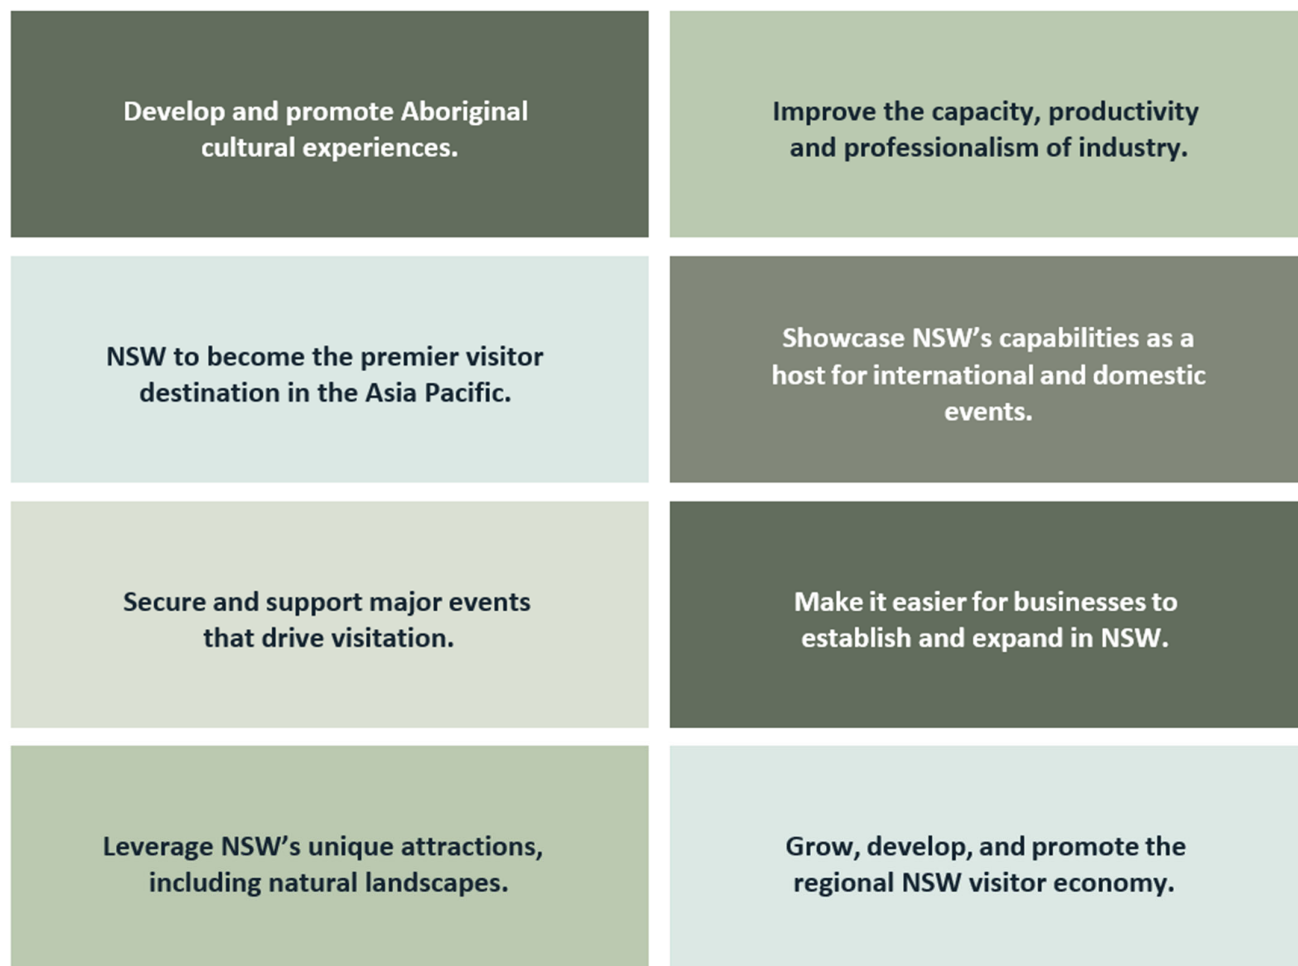 Develop and promote Aboriginal
cultural experiences.
Improve the capacity, productivity
and professionalism of industry.
NSW to become the premier visitor
destination in the Asia Pacific.
Showcase NSW’s capabilities as a
host for international and domestic
events.
Secure and support major events
that drive visitation.
Make it easier for businesses to
establish and expand in NSW.
Leverage NSW’s unique attractions,
including natural landscapes.
Grow, develop, and promote the
regional NSW visitor economy.